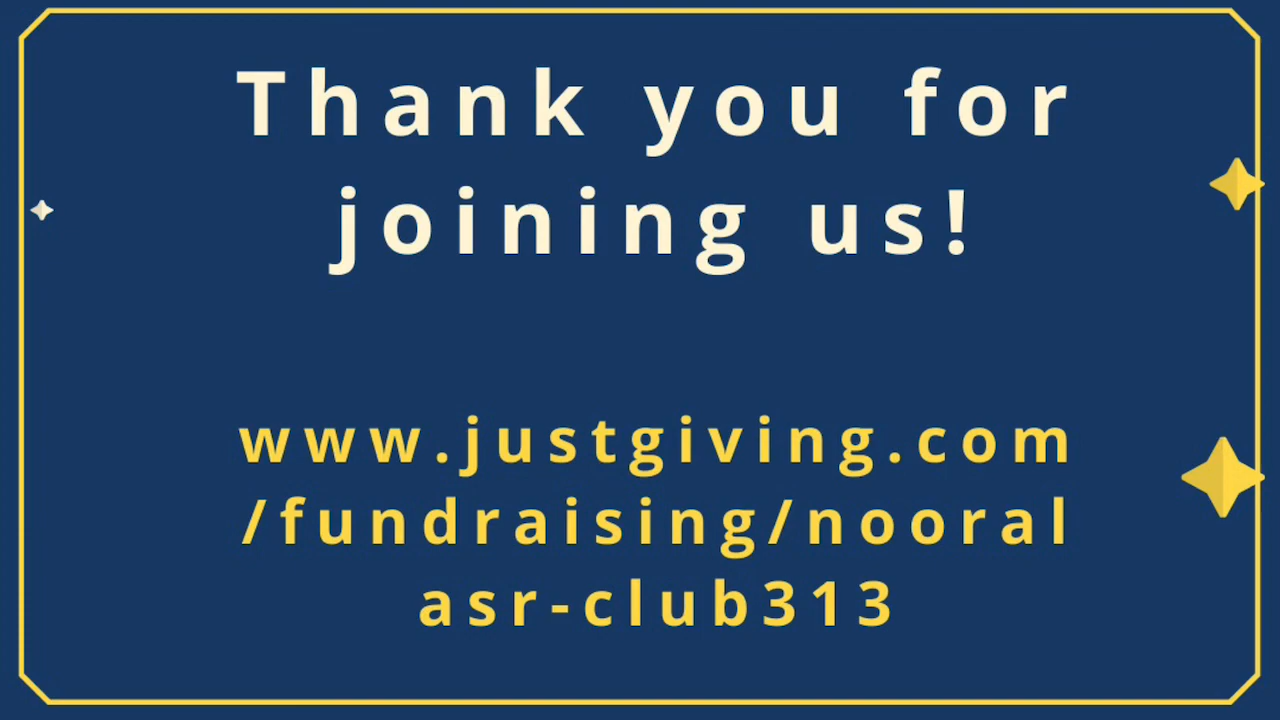 Thank you for
joining us!
www.justgiving.com
/fundraising/nooral
asr-club313